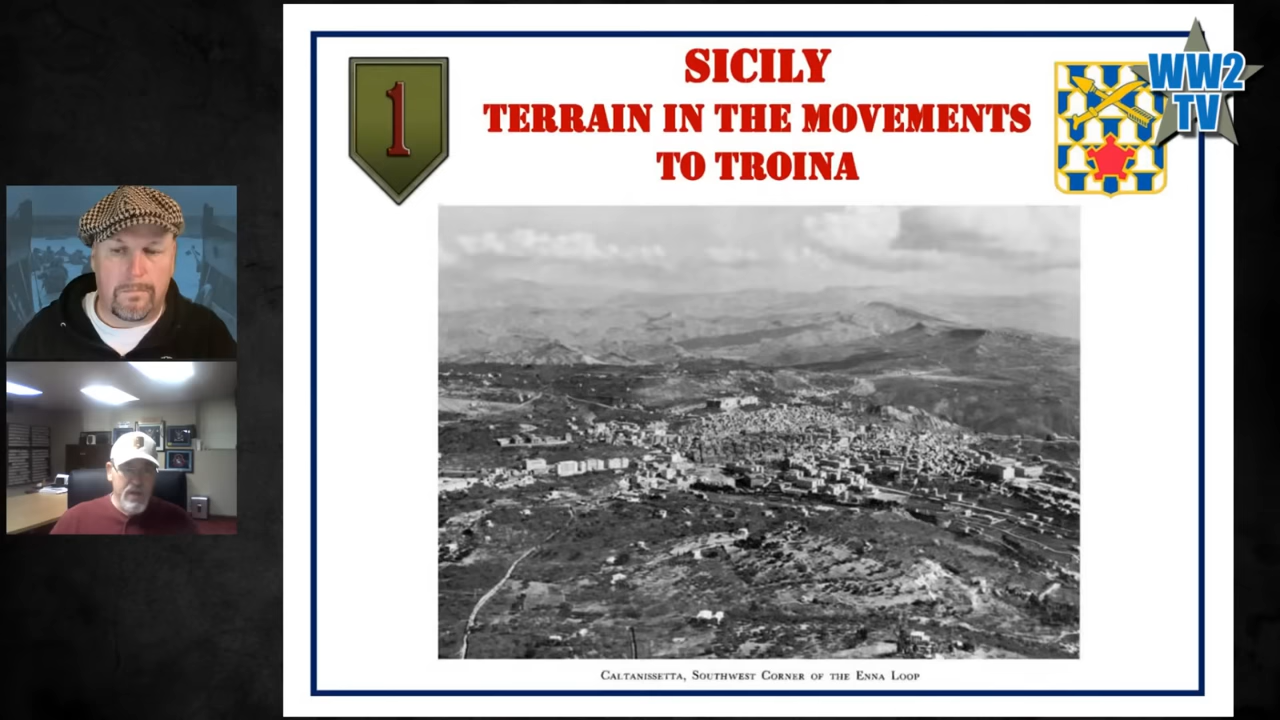 SICILY
TERRAIN IN THE MOVEMENTS
TO TROINA
1
WW2
TV
CALTANISSETTA, SOUTHWEST CORNER OF THE ENNA LOOP